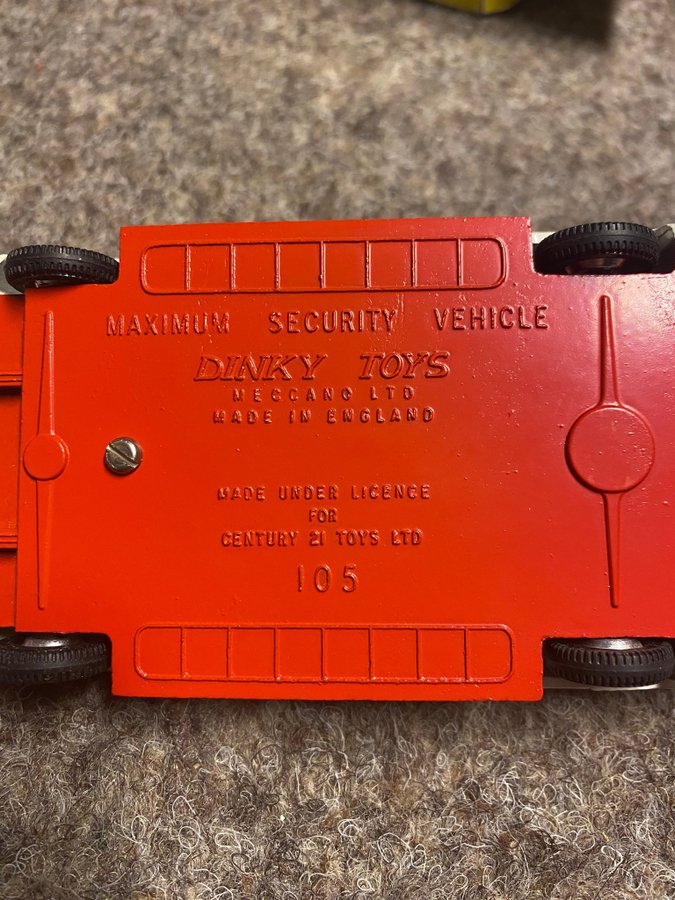 MAXIMUM SECURITY VEHICLE
DINKY TOYS
MECCANO LTD
MADE IN ENGLAND
MADE UNDER LICENCE
FOR
CENTURY 21 TOYS LTD
105